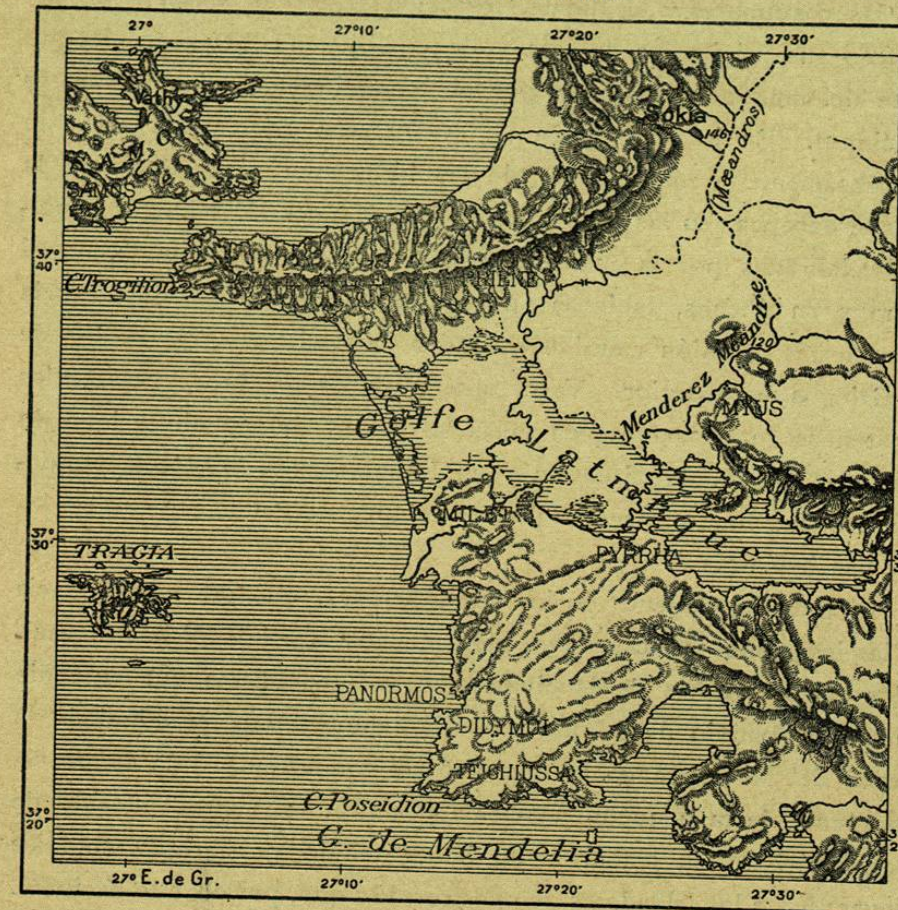 27°
27°10'
27°20'
27°30'
Vathy
SAMOS
SAMOS
Sokia
146
(Mæandros)
37°
40'
C.Trogilion
Menderez Méandre
129
MYUS
Golfe Latmique
MILET
37°
30'
TRAGIA
PYRRHA
PANORMOS
DIDYMOI
TEICHIUSSA
C.Poseidion
37°
20'
G. de Mendelia
27° E.de Gr.
27°10'
27°20'
27°30'